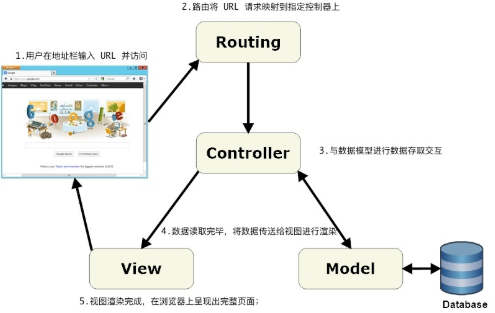 2.路由将 URL 请求映射到指定控制器上
Routing
1.用户在地址栏输入 URL 并访问
Controller
3.与数据模型进行数据存取交互
4.数据读取完毕，将数据传送给视图进行渲染
View
Model
Database
5.视图渲染完成，在浏览器上呈现出完整页面；